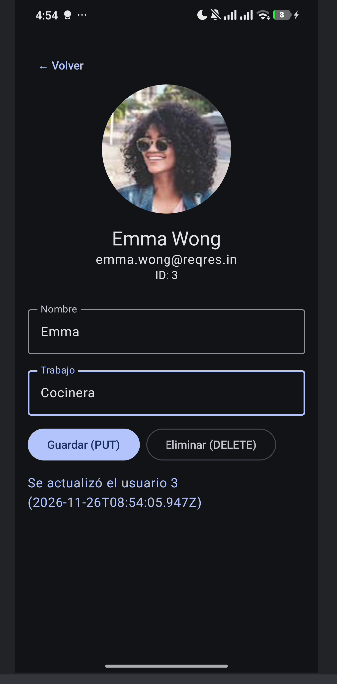 4:54
8
← Volver
Emma Wong
emma.wong@reqres.in
ID: 3
Nombre
Emma
Trabajo
Cocinera
Guardar (PUT) Eliminar (DELETE)
Se actualizó el usuario 3
(2026-11-26T08:54:05.947Z)